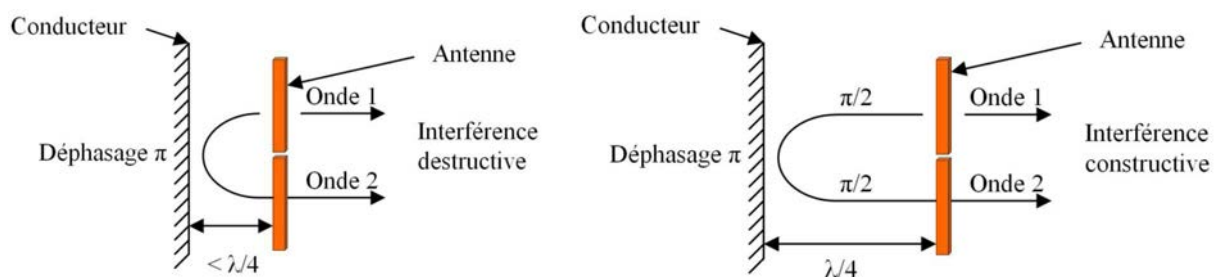 Conducteur
Antenne
Onde 1
Déphasage π
Interférence
destructive
Onde 2
< λ/4
Conducteur
Antenne
π/2
Onde 1
Déphasage π
Interférence
constructive
π/2
Onde 2
λ/4